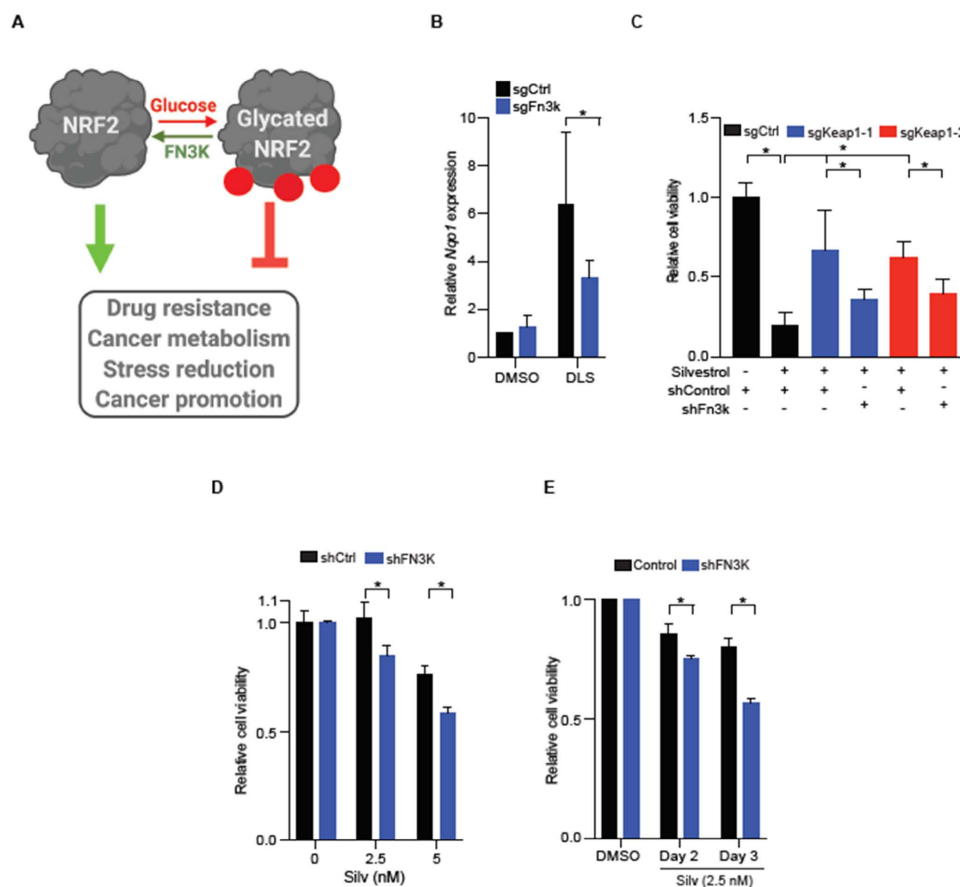 A
NRF2
Glucose
FN3K
Glycated
NRF2
Drug resistance
Cancer metabolism
Stress reduction
Cancer promotion
B
sgCtrl
sgFn3k
*
Relative Nqo1 expression
10
8
6
4
2
0
DMSO
DLS
C
sgCtrl sgKeap1-1 sgKeap1-2
* * * *
Relative cell viability
1.5
1.0
0.5
0.0
Silvestrol - + + + + +
shControl + + + - + -
shFn3k - - - + - +
D
shCtrl shFN3K
* *
Relative cell viability
1.1
1.0
0.5
0.0
0 2.5 5
Silv (nM)
E
Control shFN3K
* *
Relative cell viability
1.0
0.5
0.0
DMSO Day 2 Day 3
Silv (2.5 nM)